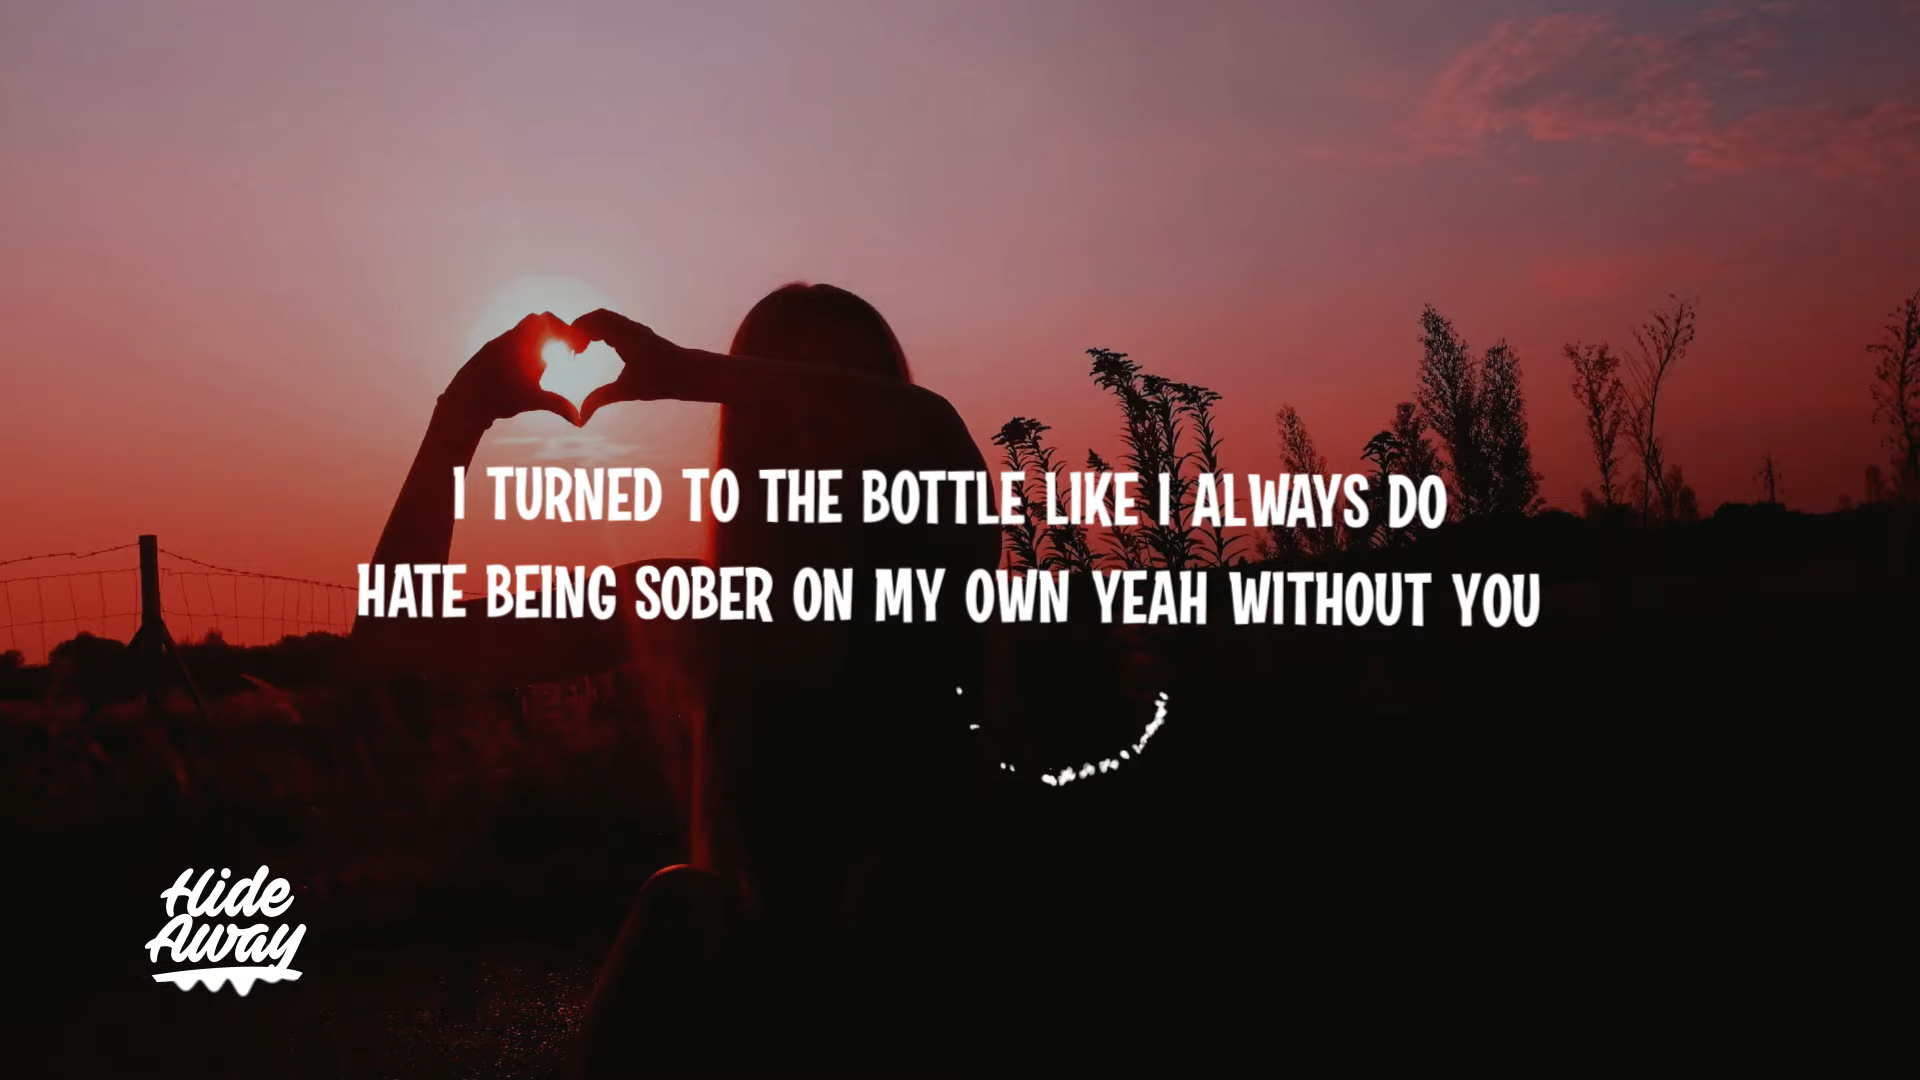 I TURNED TO THE BOTTLE LIKE I ALWAYS DO
HATE BEING SOBER ON MY OWN YEAH WITHOUT YOU
Hide
Away